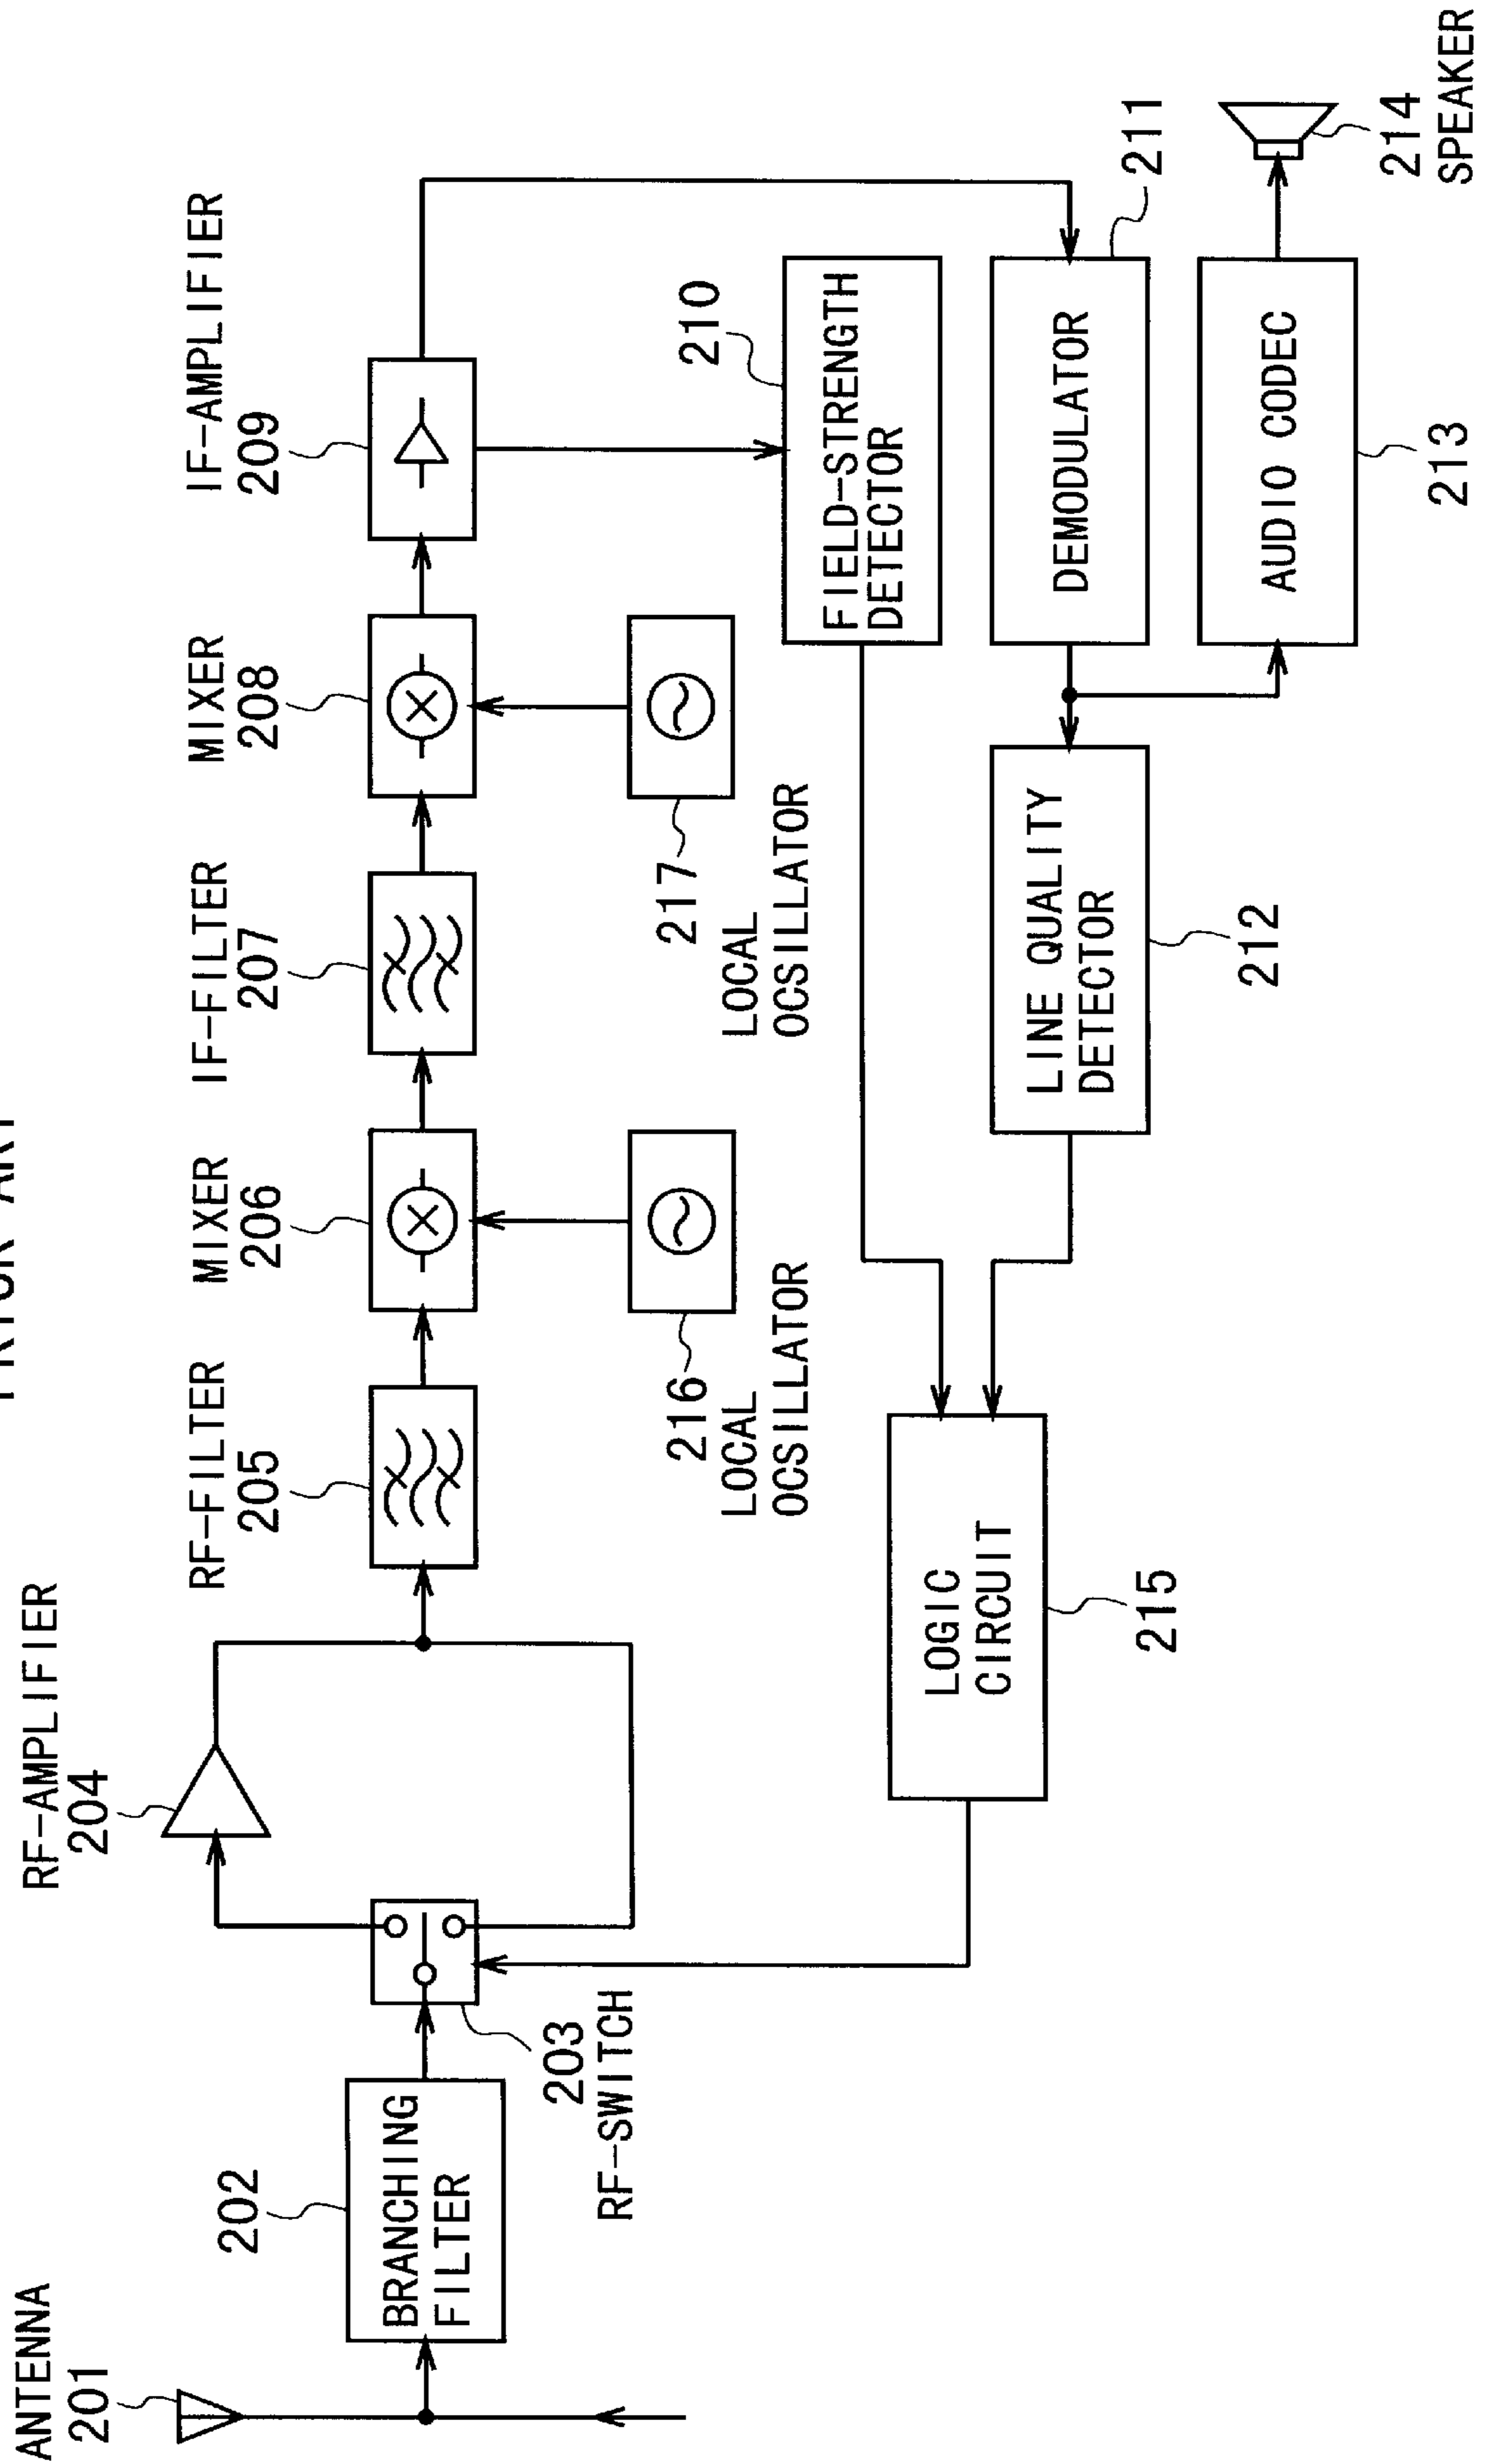 PRIOR ART
ANTENNA
201
202
BRANCHING
FILTER
203
RF-SWITCH
RF-AMPLIFIER
204
RF-FILTER
205
MIXER
206
IF-FILTER
207
MIXER
208
IF-AMPLIFIER
209
216
LOCAL
OCSILLATOR
217
LOCAL
OCSILLATOR
210
FIELD-STRENGTH
DETECTOR
DEMODULATOR
211
LINE QUALITY
DETECTOR
212
AUDIO CODEC
213
214
SPEAKER
LOGIC
CIRCUIT
215